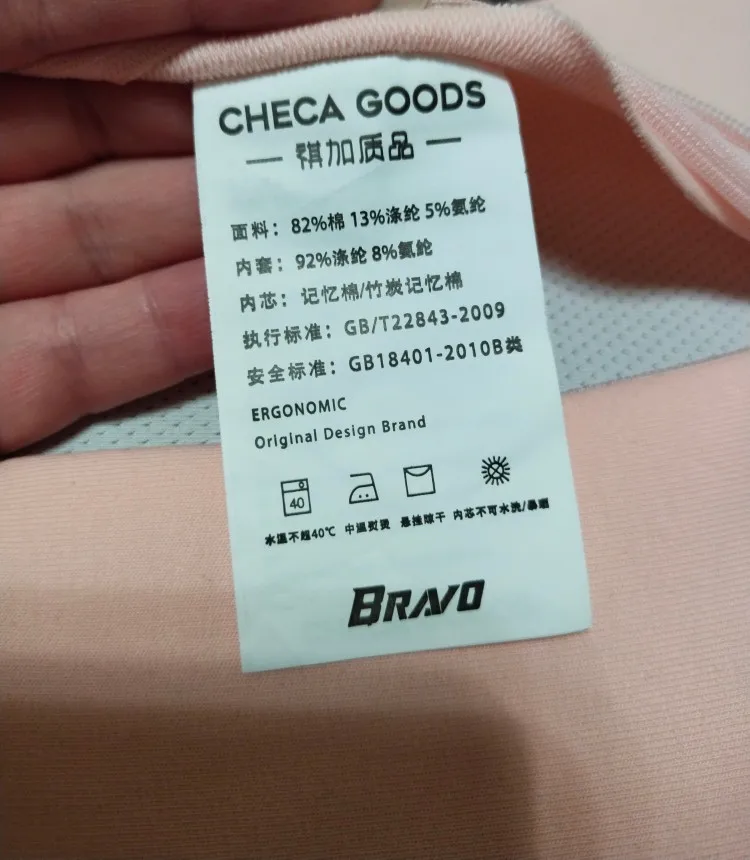 CHECA GOODS
— 锘加质品 —
面料：82%棉 13%涤纶 5%氨纶
内套：92%涤纶 8%氨纶
内芯：记忆棉/竹炭记忆棉
执行标准：GB/T22843-2009
安全标准：GB18401-2010B类
ERGONOMIC
Original Design Brand
40
水温不超40℃ 中温熨烫 悬挂晾干 内芯不可水洗/暴晒
BRAVO